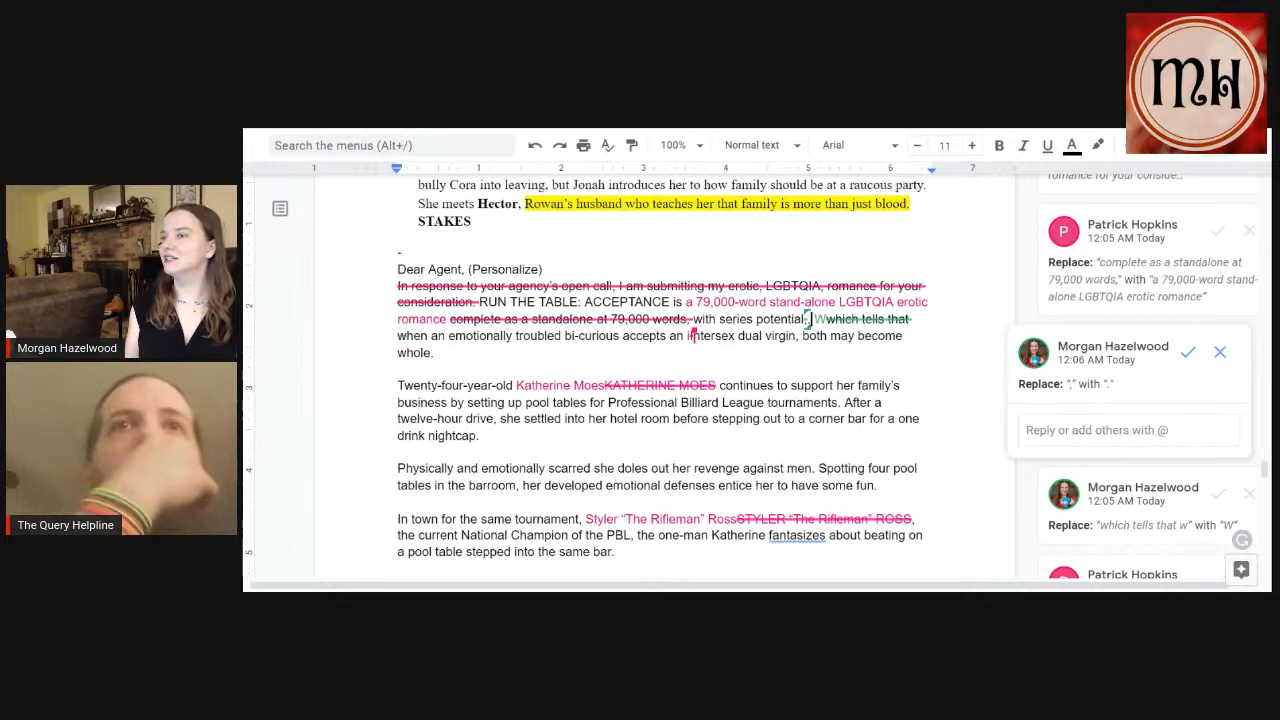 MH
Search the menus (Alt+/)
100%
Normal text
Arial
11
B I U A
1 1 2 3 4 5 6 7
bully Cora into leaving, but Jonah introduces her to how family should be at a raucous party.
She meets Hector, Rowan's husband who teaches her that family is more than just blood.
STAKES
-
Dear Agent, (Personalize)
In response to your agency's open call, I am submitting my erotic, LGBTQIA, romance for your
consideration. RUN THE TABLE: ACCEPTANCE is a 79,000-word stand-alone LGBTQIA erotic
romance complete as a standalone at 79,000 words, with series potential., Wwhich tells that
when an emotionally troubled bi-curious accepts an intersex dual virgin, both may become
whole.
Twenty-four-year-old Katherine MoesKATHERINE MOES continues to support her family's
business by setting up pool tables for Professional Billiard League tournaments. After a
twelve-hour drive, she settled into her hotel room before stepping out to a corner bar for a one
drink nightcap.
Physically and emotionally scarred she doles out her revenge against men. Spotting four pool
tables in the barroom, her developed emotional defenses entice her to have some fun.
In town for the same tournament, Styler “The Rifleman” RossSTYLER “The Rifleman” ROSS,
the current National Champion of the PBL, the one-man Katherine fantasizes about beating on
a pool table stepped into the same bar.
1
2
3
4
5
romance for your conside...
P
Patrick Hopkins
12:05 AM Today
Replace: “complete as a standalone at
79,000 words,” with “a 79,000-word stand-
alone LGBTQIA erotic romance”
Morgan Hazelwood
12:06 AM Today
Replace: “,” with “.”
Reply or add others with @
Morgan Hazelwood
12:05 AM Today
Replace: “which tells that w” with “W”
Patrick Hopkins
Morgan Hazelwood
The Query Helpline